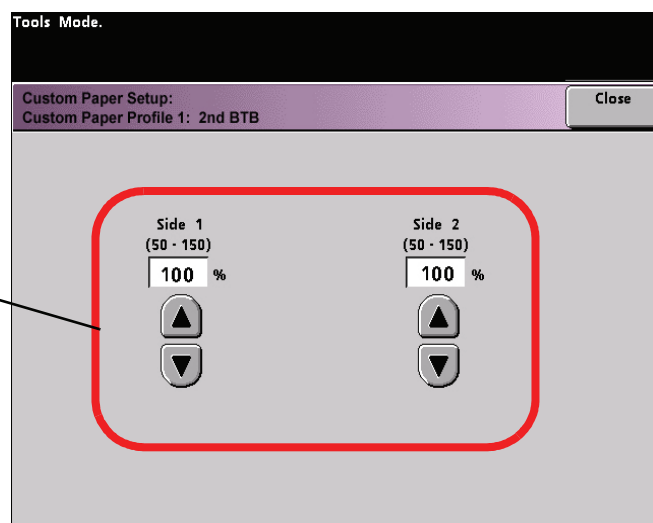 Tools Mode.
Custom Paper Setup:
Custom Paper Profile 1: 2nd BTB
Close
Side 1
(50 - 150)
100 %
Side 2
(50 - 150)
100 %